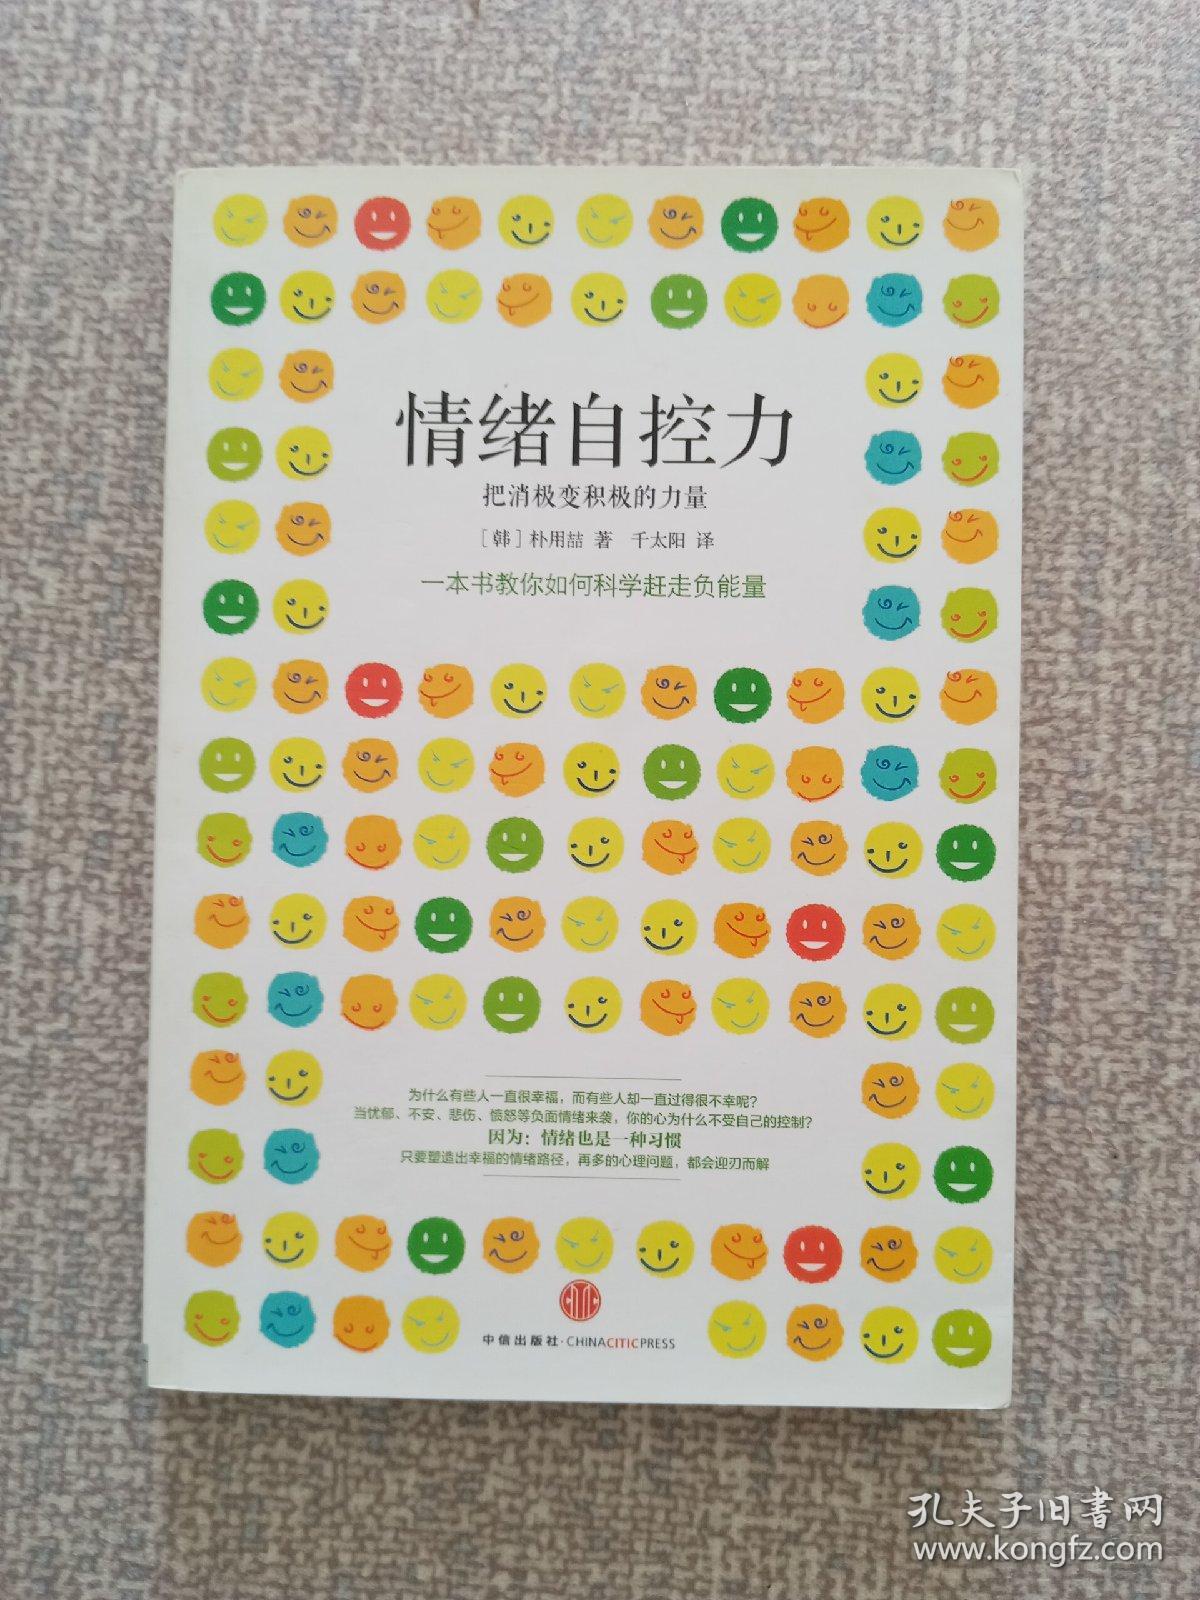 情绪自控力
把消极变积极的力量
［韩］朴用喆 著 千太阳 译
一本书教你如何科学赶走负能量
为什么有些人一直很幸福，而有些人却一直过得很不幸呢？
当忧郁、不安、悲伤、愤怒等负面情绪来袭，你的心为什么不受自己的控制？
因为：情绪也是一种习惯
只要塑造出幸福的情绪路径，再多的心理问题，都会迎刃而解
中信出版社·CHINACITICPRESS
孔夫子旧书网
www.kongfz.com